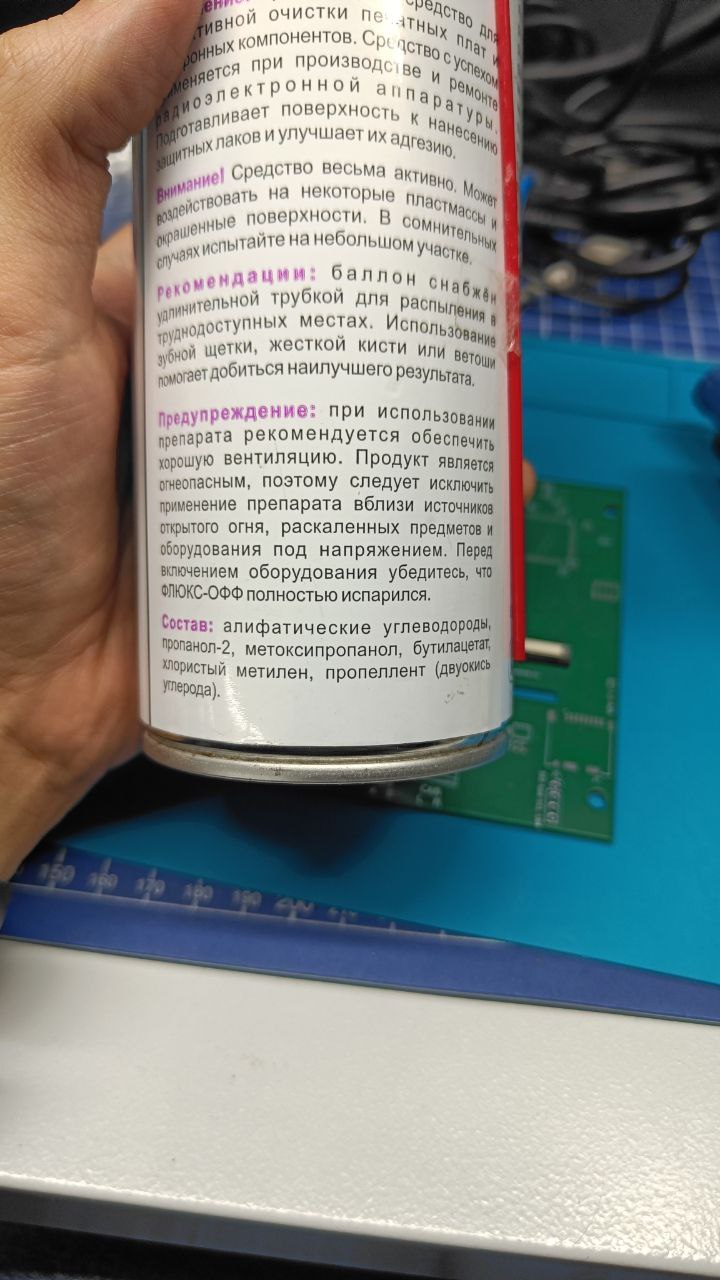 средство для
тивной очистки печатных плат и
ронных компонентов. Средство с успехом
меняется при производстве и ремонте
радиоэлектронной аппаратуры.
Подготавливает поверхность к нанесению
защитных лаков и улучшает их адгезию.
Внимание! Средство весьма активно. Может
воздействовать на некоторые пластмассы и
окрашенные поверхности. В сомнительных
случаях испытайте на небольшом участке.
Рекомендации: баллон снабжён
удлинительной трубкой для распыления в
труднодоступных местах. Использование
зубной щетки, жесткой кисти или ветоши
помогает добиться наилучшего результата.
Предупреждение: при использовании
препарата рекомендуется обеспечить
хорошую вентиляцию. Продукт является
огнеопасным, поэтому следует исключить
применение препарата вблизи источников
открытого огня, раскаленных предметов и
оборудования под напряжением. Перед
включением оборудования убедитесь, что
ФЛЮКС-ОФФ полностью испарился.
Состав: алифатические углеводороды,
пропанол-2, метоксипропанол, бутилацетат,
хлористый метилен, пропеллент (двуокись
углерода).
150 160 170 180 190 200